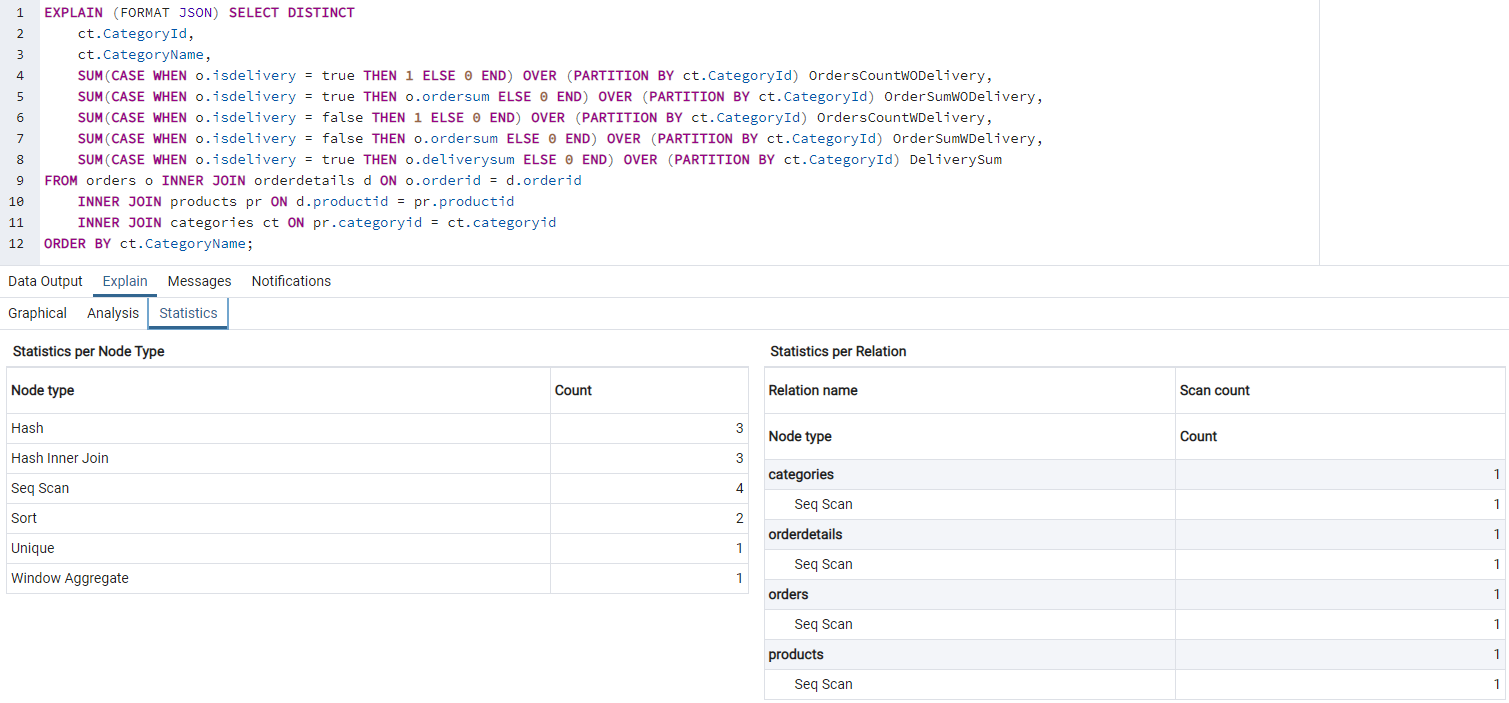 1 EXPLAIN (FORMAT JSON) SELECT DISTINCT
2 ct.CategoryId,
3 ct.CategoryName,
4 SUM(CASE WHEN o.isdelivery = true THEN 1 ELSE 0 END) OVER (PARTITION BY ct.CategoryId) OrdersCountWODelivery,
5 SUM(CASE WHEN o.isdelivery = true THEN o.ordersum ELSE 0 END) OVER (PARTITION BY ct.CategoryId) OrderSumWODelivery,
6 SUM(CASE WHEN o.isdelivery = false THEN 1 ELSE 0 END) OVER (PARTITION BY ct.CategoryId) OrdersCountWDelivery,
7 SUM(CASE WHEN o.isdelivery = false THEN o.ordersum ELSE 0 END) OVER (PARTITION BY ct.CategoryId) OrderSumWDelivery,
8 SUM(CASE WHEN o.isdelivery = true THEN o.deliverysum ELSE 0 END) OVER (PARTITION BY ct.CategoryId) DeliverySum
9 FROM orders o INNER JOIN orderdetails d ON o.orderid = d.orderid
10 INNER JOIN products pr ON d.productid = pr.productid
11 INNER JOIN categories ct ON pr.categoryid = ct.categoryid
12 ORDER BY ct.CategoryName;
Data Output Explain Messages Notifications
Graphical Analysis Statistics
Statistics per Node Type
Node type Count
Hash 3
Hash Inner Join 3
Seq Scan 4
Sort 2
Unique 1
Window Aggregate 1
Statistics per Relation
Relation name Scan count
Node type Count
categories 1
Seq Scan 1
orderdetails 1
Seq Scan 1
orders 1
Seq Scan 1
products 1
Seq Scan 1